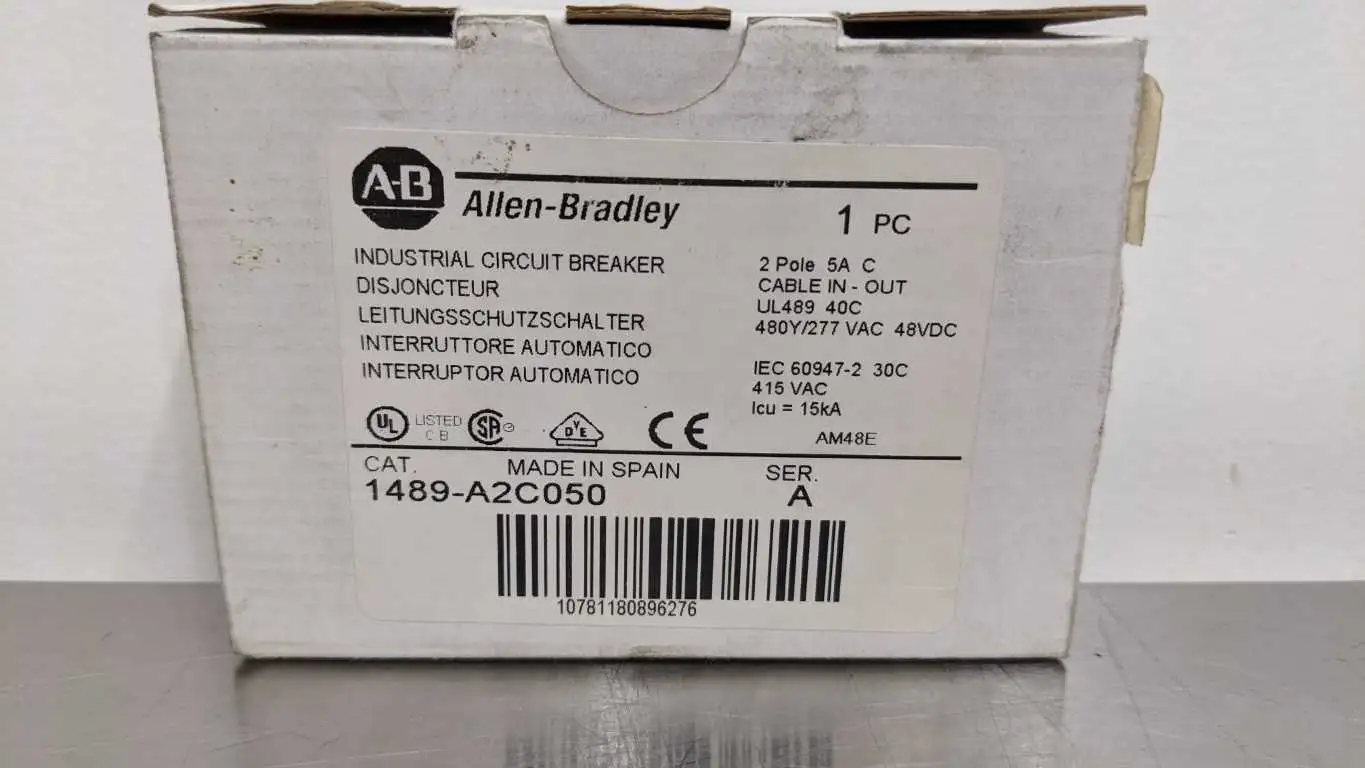 A-B
Allen-Bradley
1 PC
INDUSTRIAL CIRCUIT BREAKER
DISJONCTEUR
LEITUNGSSCHUTZSCHALTER
INTERRUTTORE AUTOMATICO
INTERRUPTOR AUTOMATICO
2 Pole 5A C
CABLE IN - OUT
UL489 40C
480Y/277 VAC 48VDC
IEC 60947-2 30C
415 VAC
Icu = 15kA
UL LISTED
C B
SA
DVE
CE
AM48E
CAT.
MADE IN SPAIN
SER.
1489-A2C050
A
10781180896276